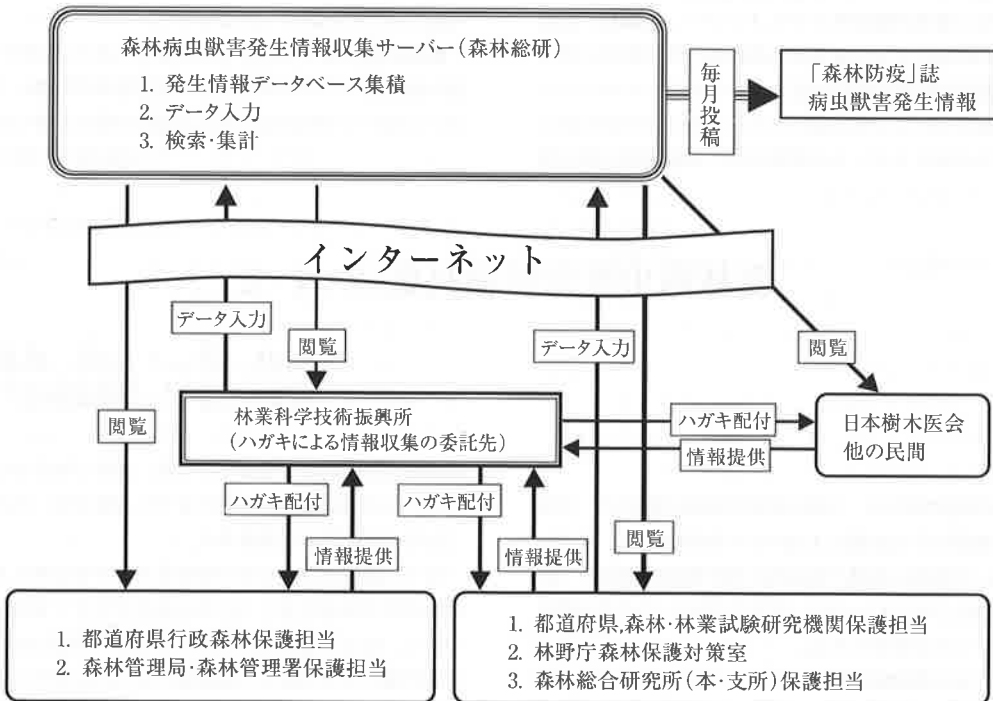 森林病虫獣害発生情報収集サーバー(森林総研)
1. 発生情報データベース集積
2. データ入力
3. 検索・集計
毎月投稿
「森林防疫」誌
病虫獣害発生情報
インターネット
データ入力
閲覧
データ入力
閲覧
閲覧
林業科学技術振興所
(ハガキによる情報収集の委託先)
ハガキ配付
情報提供
日本樹木医会
他の民間
ハガキ配付
情報提供
ハガキ配付
情報提供
閲覧
1. 都道府県行政森林保護担当
2. 森林管理局・森林管理署保護担当
1. 都道府県,森林・林業試験研究機関保護担当
2. 林野庁森林保護対策室
3. 森林総合研究所(本・支所)保護担当